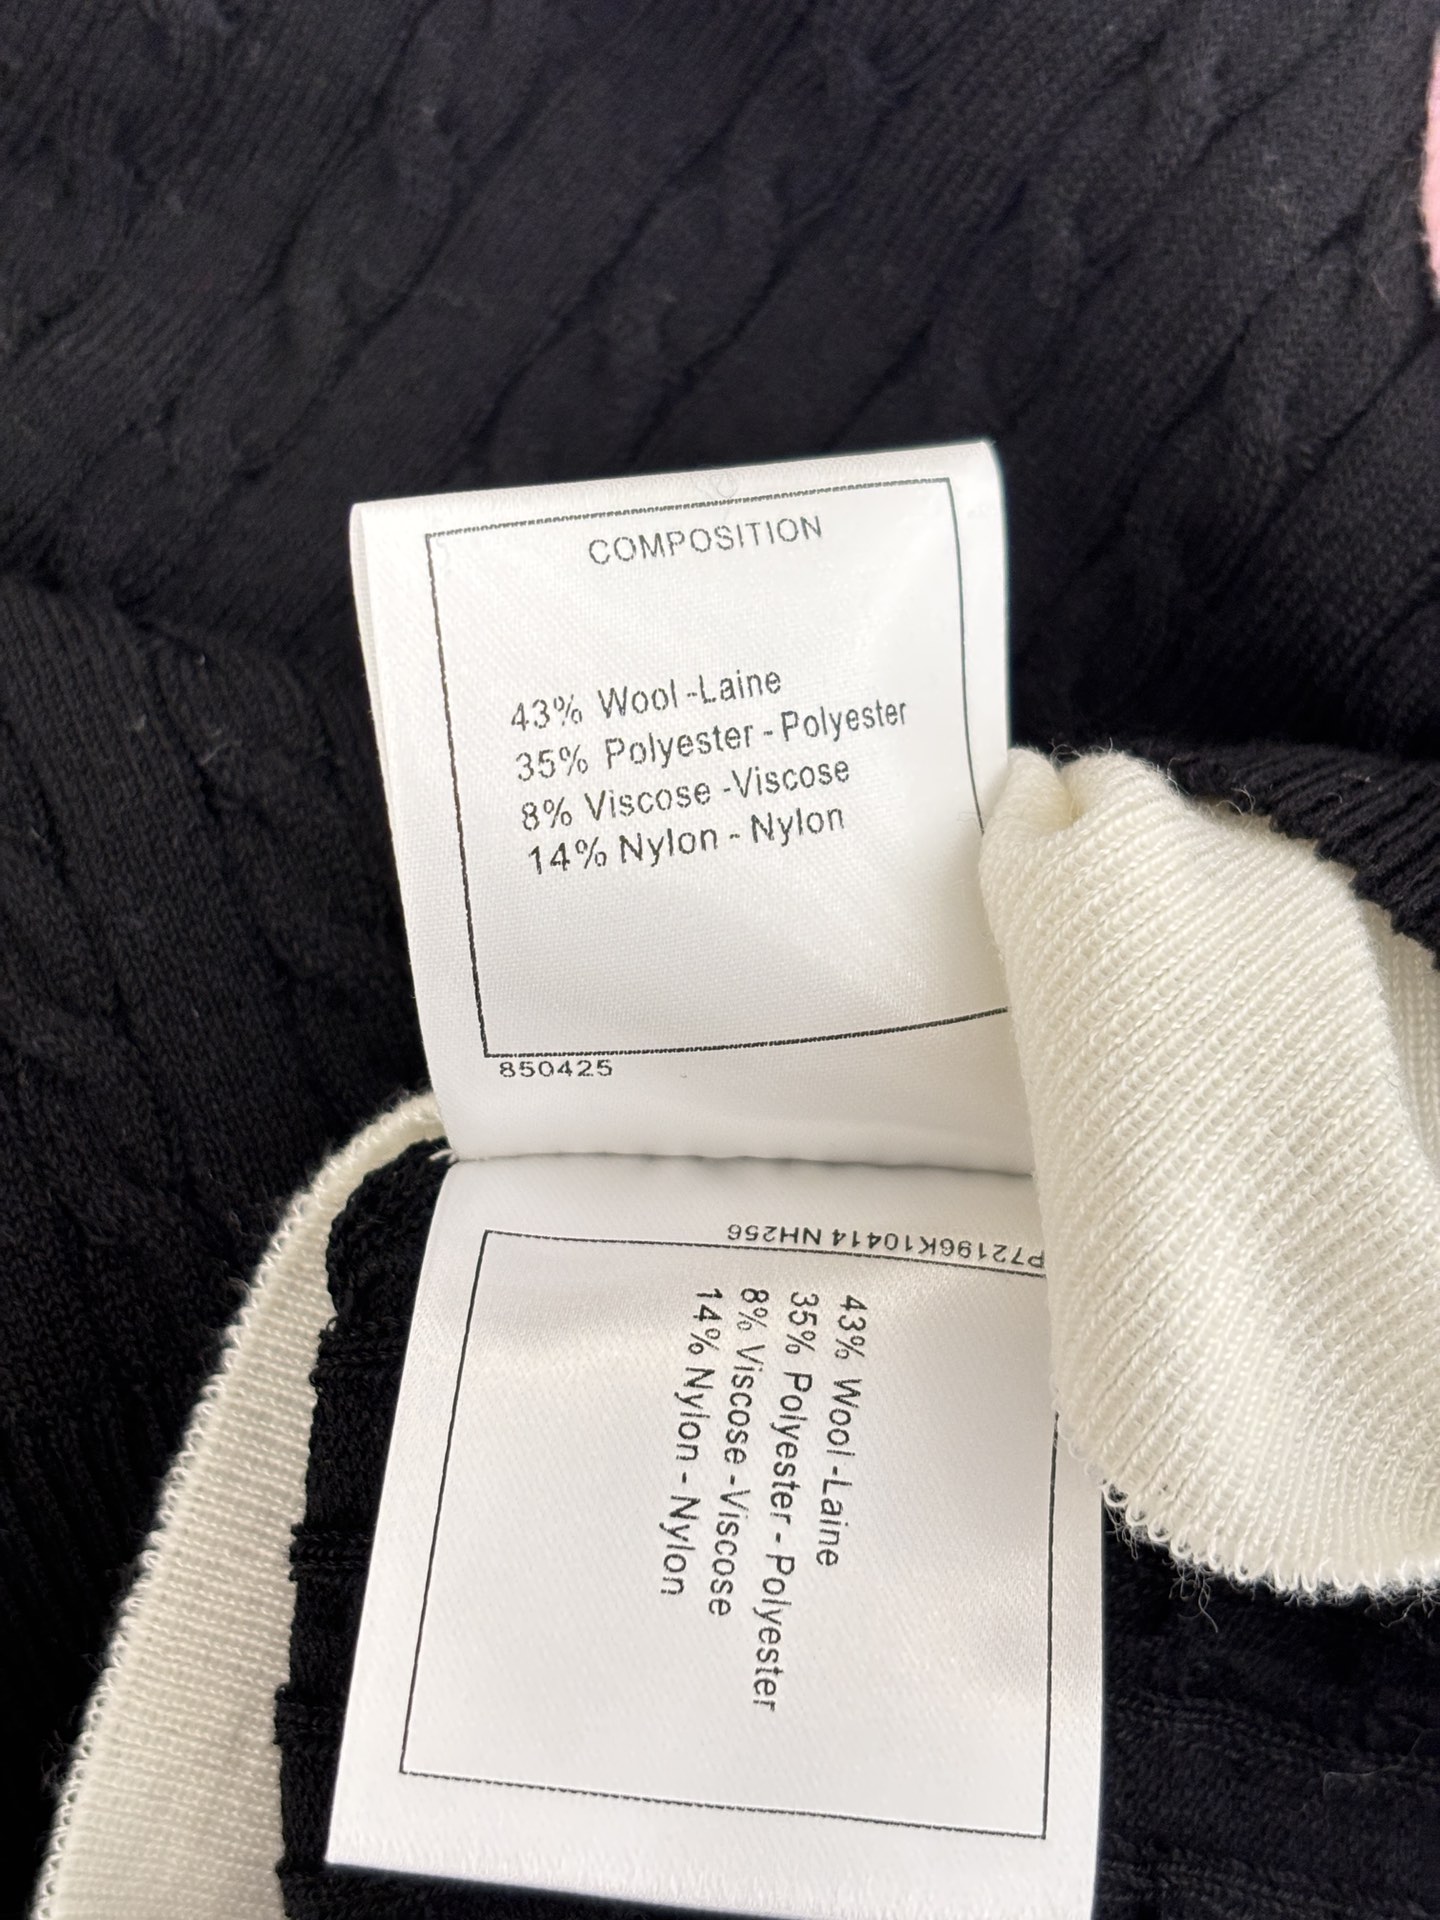 COMPOSITION
43% Wool -Laine
35% Polyester - Polyester
8% Viscose -Viscose
14% Nylon - Nylon
850425
P72196K10414 NH256
43% Wool -Laine
35% Polyester - Polyester
8% Viscose -Viscose
14% Nylon - Nylon